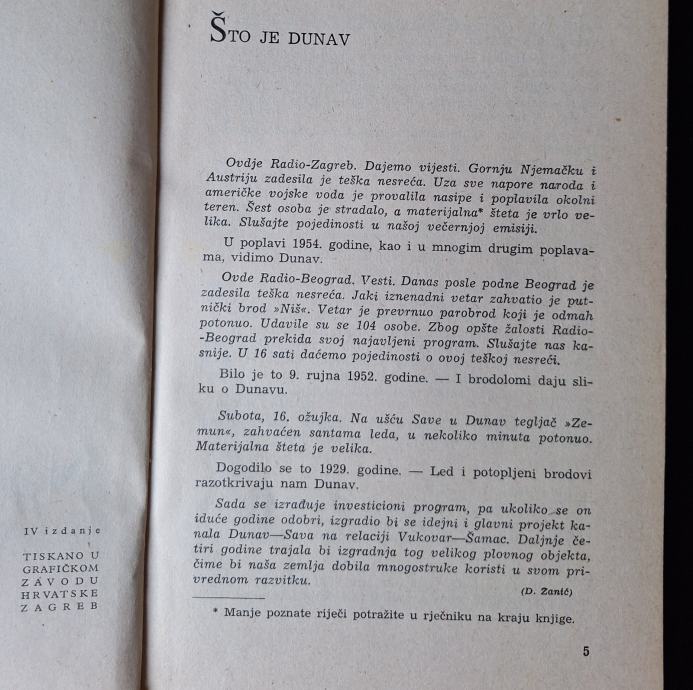 ŠTO JE DUNAV
Ovdje Radio-Zagreb. Dajemo vijesti. Gornju Njemačku i
Austriju zadesila je teška nesreća. Uza sve napore naroda i
američke vojske voda je provalila nasipe i poplavila okolni
teren. Šest osoba je stradalo, a materijalna* šteta je vrlo ve-
lika. Slušajte pojedinosti u našoj večernjoj emisiji.
U poplavi 1954. godine, kao i u mnogim drugim poplava-
ma, vidimo Dunav.
Ovde Radio-Beograd. Vesti. Danas posle podne Beograd je
zadesila teška nesreća. Jaki iznenadni vetar zahvatio je put-
nički brod »Niš«. Vetar je prevrnuo parobrod koji je odmah
potonuo. Udavile su se 104 osobe. Zbog opšte žalosti Radio-
-Beograd prekida svoj najavljeni program. Slušajte nas ka-
snije. U 16 sati daćemo pojedinosti o ovoj teškoj nesreći.
Bilo je to 9. rujna 1952. godine. — I brodolomi daju sli-
ku o Dunavu.
Subota, 16. ožujka. Na ušću Save u Dunav tegljač »Ze-
mun«, zahvaćen santama leda, u nekoliko minuta potonuo.
Materijalna šteta je velika.
Dogodilo se to 1929. godine. — Led i potopljeni brodovi
razotkrivaju nam Dunav.
Sada se izrađuje investicioni program, pa ukoliko se on
iduće godine odobri, izgradio bi se idejni i glavni projekt ka-
nala Dunav—Sava na relaciji Vukovar—Šamac. Daljnje če-
tiri godine trajala bi izgradnja tog velikog plovnog objekta,
čime bi naša zemlja dobila mnogostruke koristi u svom pri-
vrednom razvitku.
(D. Zanić)
* Manje poznate riječi potražite u rječniku na kraju knjige.
5
IV izdanje
TISKANO U
GRAFIČKOM
ZAVODU
HRVATSKE
ZAGREB